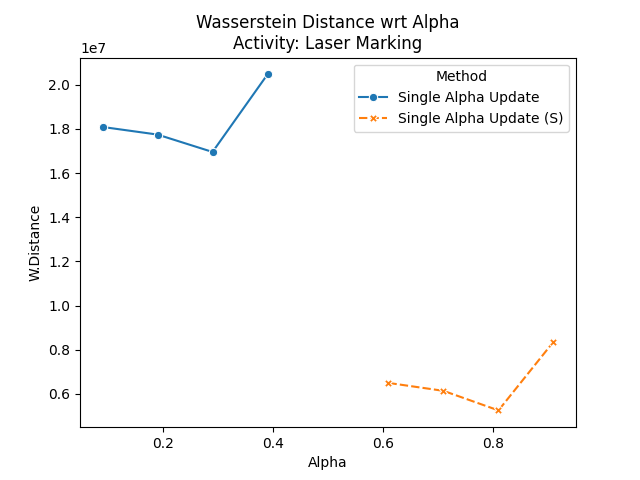 Wasserstein Distance wrt Alpha
Activity: Laser Marking
1e7
Method
Single Alpha Update
Single Alpha Update (S)
2.0
1.8
1.6
1.4
1.2
1.0
0.8
0.6
W.Distance
0.2 0.4 0.6 0.8
Alpha